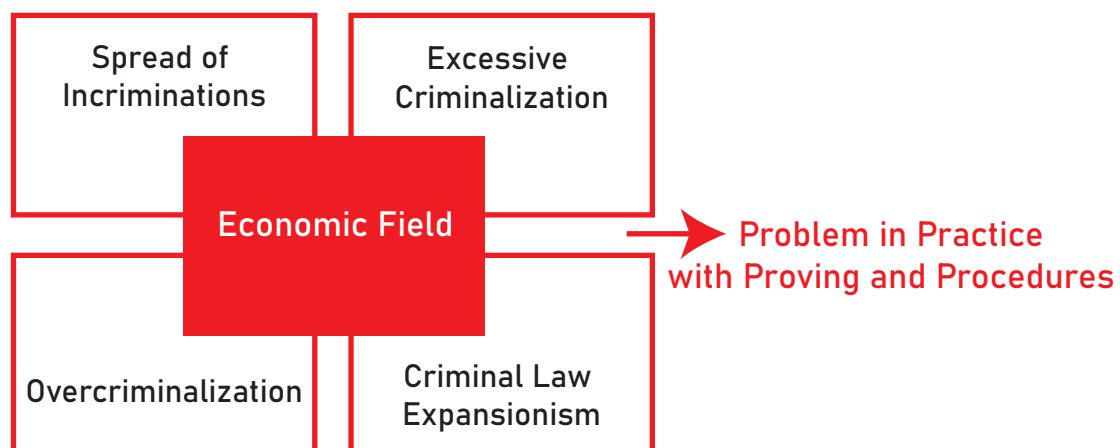 Spread of
Incriminations
Excessive
Criminalization
Economic Field
Problem in Practice
with Proving and Procedures
Overcriminalization
Criminal Law
Expansionism